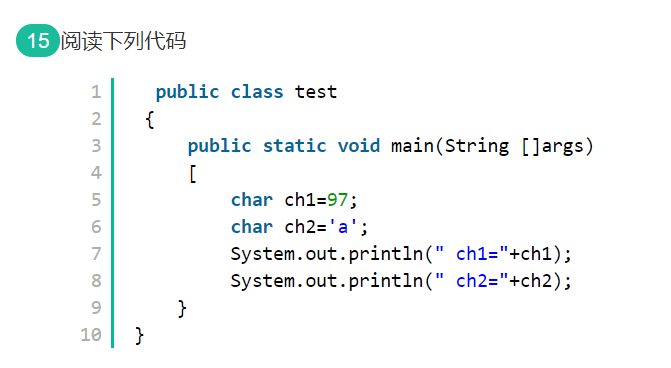 15 阅读下列代码
1 public class test
2 {
3 public static void main(String []args)
4 [
5 char ch1=97;
6 char ch2='a';
7 System.out.println(" ch1="+ch1);
8 System.out.println(" ch2="+ch2);
9 }
10 }